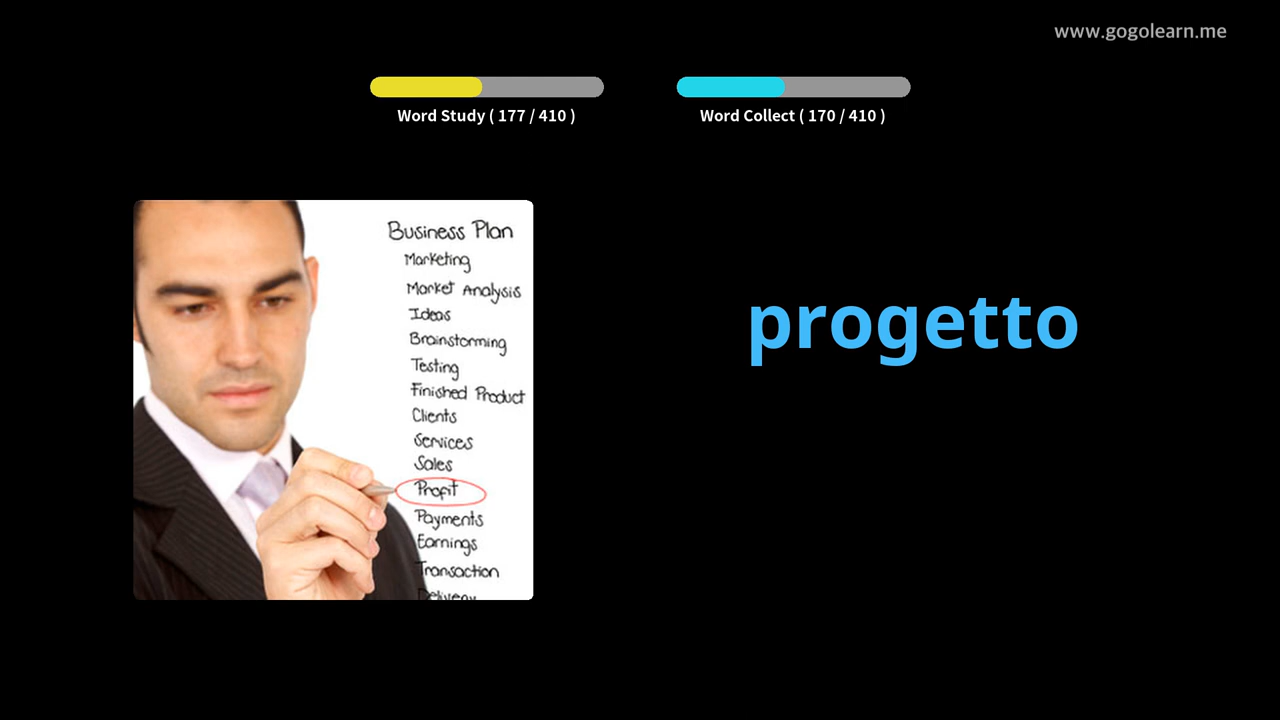 www.gogolearn.me
Word Study ( 177 / 410 )
Word Collect ( 170 / 410 )
Business Plan
Marketing
Market Analysis
Ideas
Brainstorming
Testing
Finished Product
Clients
Services
Sales
Profit
Payments
Earnings
Transaction
Delivery
progetto